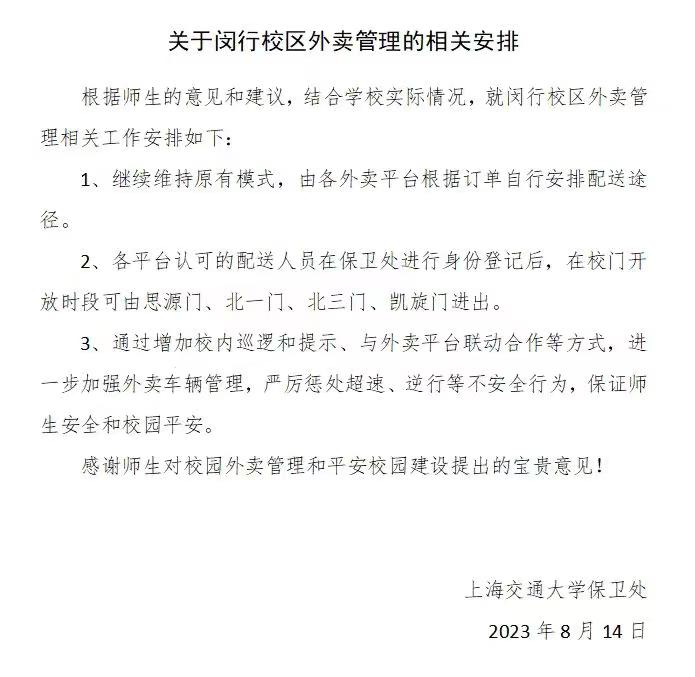 关于闵行校区外卖管理的相关安排
根据师生的意见和建议，结合学校实际情况，就闵行校区外卖管
理相关工作安排如下：
1、继续维持原有模式，由各外卖平台根据订单自行安排配送途
径。
2、各平台认可的配送人员在保卫处进行身份登记后，在校门开
放时段可由思源门、北一门、北三门、凯旋门进出。
3、通过增加校内巡逻和提示、与外卖平台联动合作等方式，进
一步加强外卖车辆管理，严厉惩处超速、逆行等不安全行为，保证师
生安全和校园平安。
感谢师生对校园外卖管理和平安校园建设提出的宝贵意见！
上海交通大学保卫处
2023 年 8 月 14 日